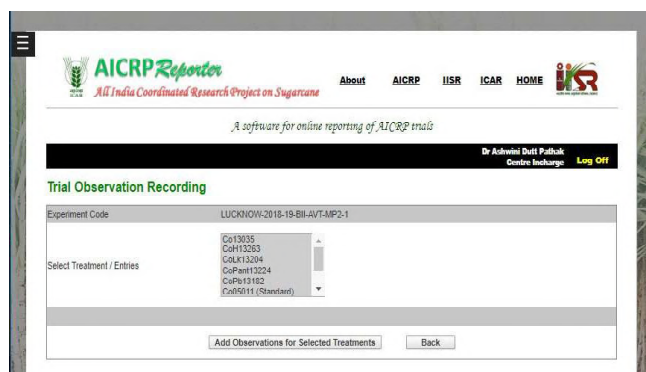 AICRP Reporter
All India Coordinated Research Project on Sugarcane
About AICRP IISR ICAR HOME
A software for online reporting of AICRP trials
Dr Ashwini Dutt Pathak
Centre Incharge Log Off
Trial Observation Recording
Experiment Code LUCKNOW-2018-19-BII-AVT-MP2-1
Select Treatment / Entries
Co13035
CoH13263
CoLK13204
CoPant13224
CoPb13182
Co05011 (Standard)
Add Observations for Selected Treatments Back